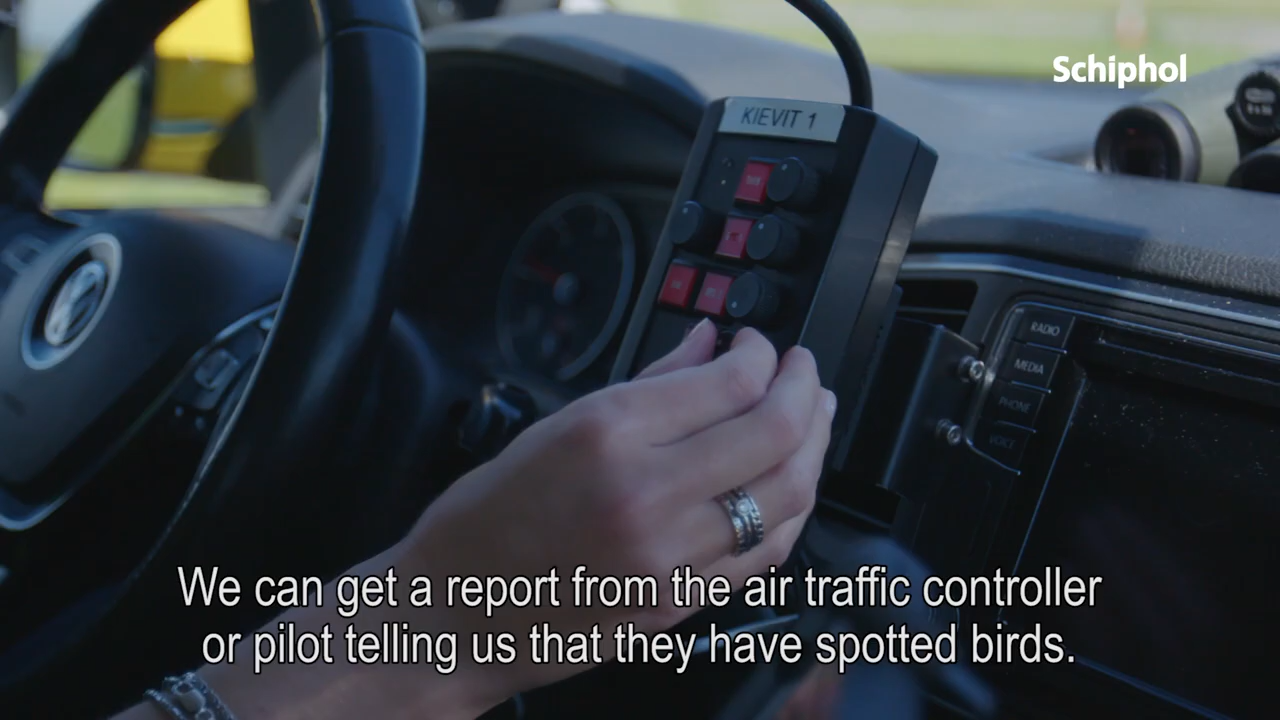 Schiphol
KIEVIT 1
RADIO
MEDIA
PHONE
VOICE
We can get a report from the air traffic controller
or pilot telling us that they have spotted birds.